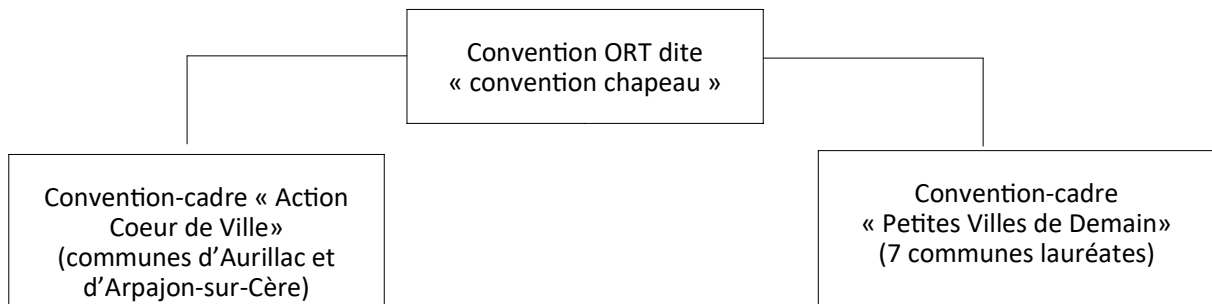 Convention ORT dite
« convention chapeau »
Convention-cadre « Action
Coeur de Ville»
(communes d’Aurillac et
d’Arpajon-sur-Cère)
Convention-cadre
« Petites Villes de Demain»
(7 communes lauréates)